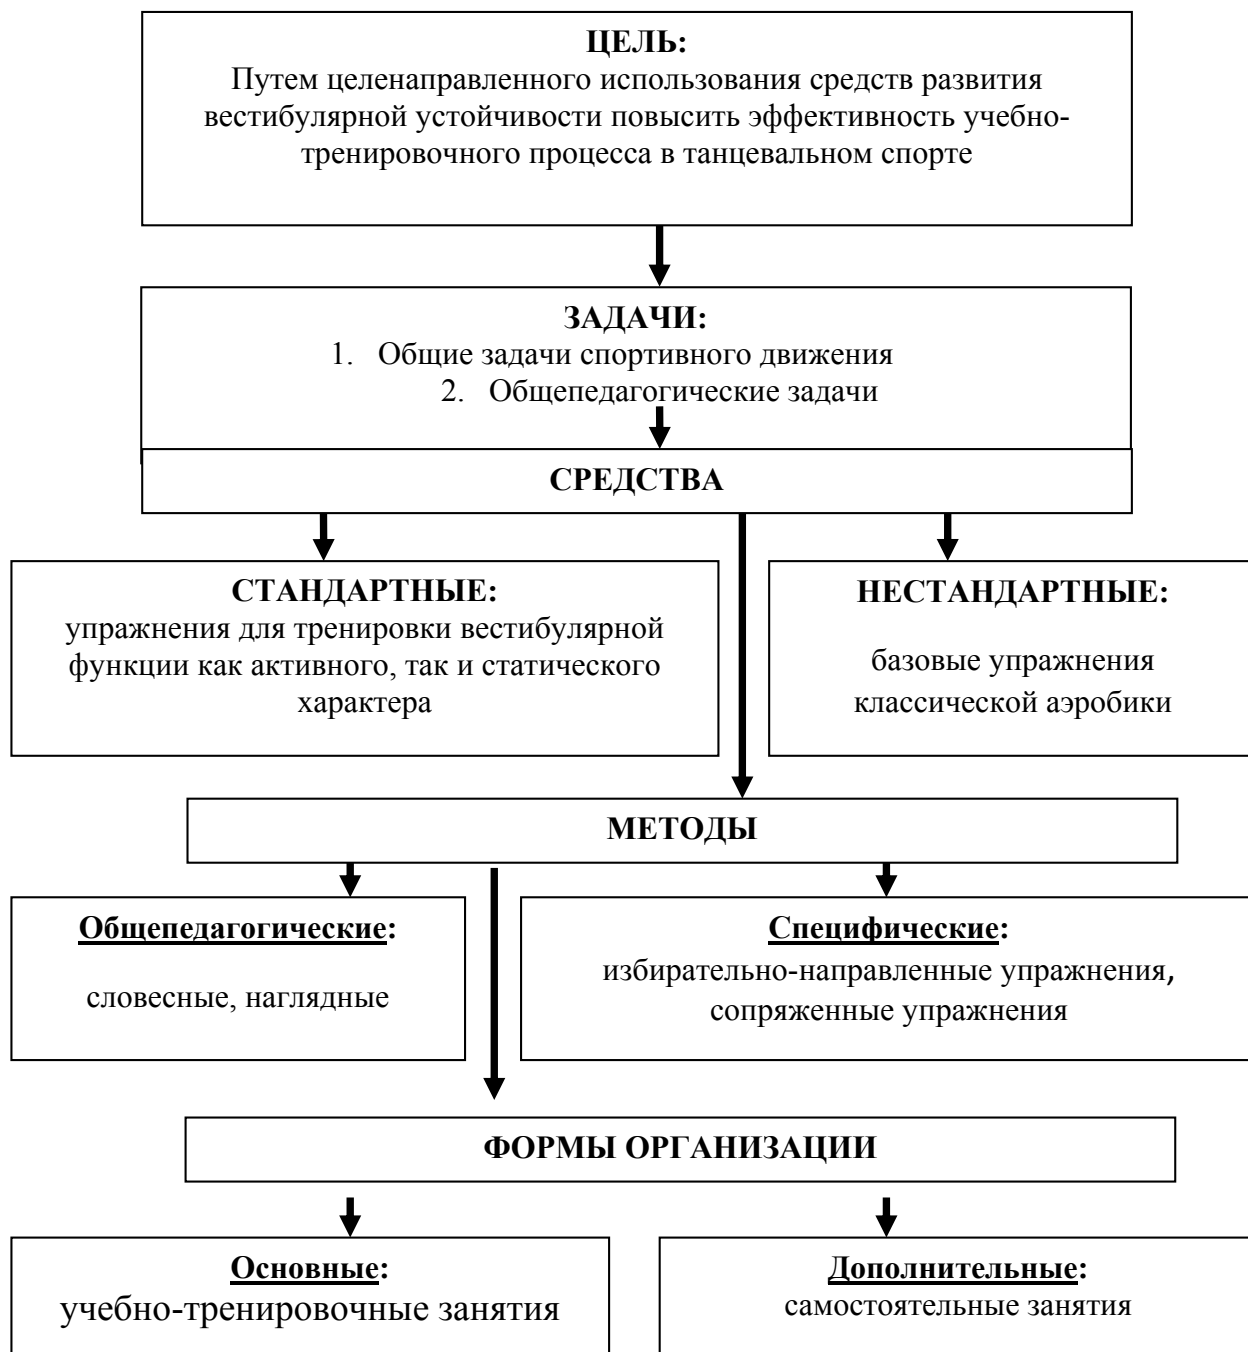 ЦЕЛЬ:
Путем целенаправленного использования средств развития
вестибулярной устойчивости повысить эффективность учебно-
тренировочного процесса в танцевальном спорте
ЗАДАЧИ:
1. Общие задачи спортивного движения
2. Общепедагогические задачи
СРЕДСТВА
СТАНДАРТНЫЕ:
упражнения для тренировки вестибулярной
функции как активного, так и статического
характера
НЕСТАНДАРТНЫЕ:
базовые упражнения
классической аэробики
МЕТОДЫ
Общепедагогические:
словесные, наглядные
Специфические:
избирательно-направленные упражнения,
сопряженные упражнения
ФОРМЫ ОРГАНИЗАЦИИ
Основные:
учебно-тренировочные занятия
Дополнительные:
самостоятельные занятия